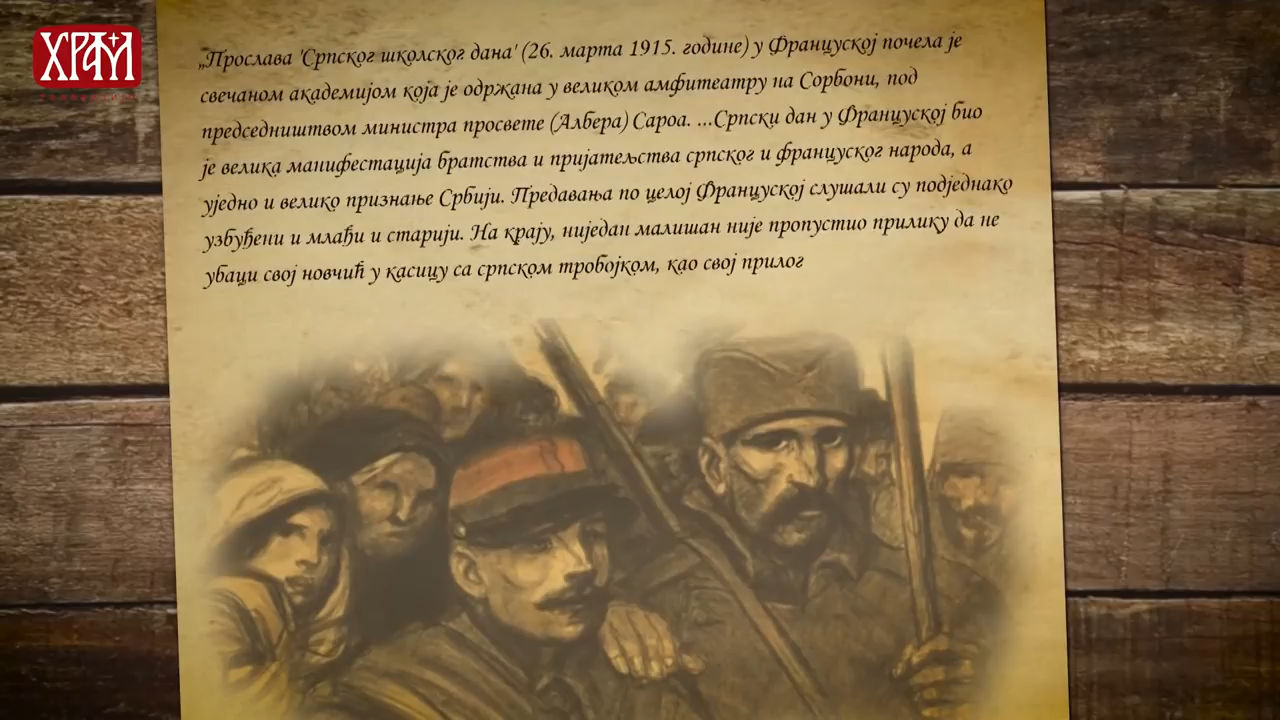 ХРАМ
„Прослава 'Српског школског дана' (26. марта 1915. године) у Француској почела је
свечаном академијом која је одржана у великом амфитеатру на Сорбони, под
председништвом министра просвете (Албера) Сароа. ...Српски дан у Француској био
је велика манифестација братства и пријатељства српског и француског народа, а
уједно и велико признање Србији. Предавања по целој Француској слушали су подједнако
узбуђени и млађи и старији. На крају, ниједан малишан није пропустио прилику да не
убаци свој новчић у касицу са српском тробојком, као свој прилог